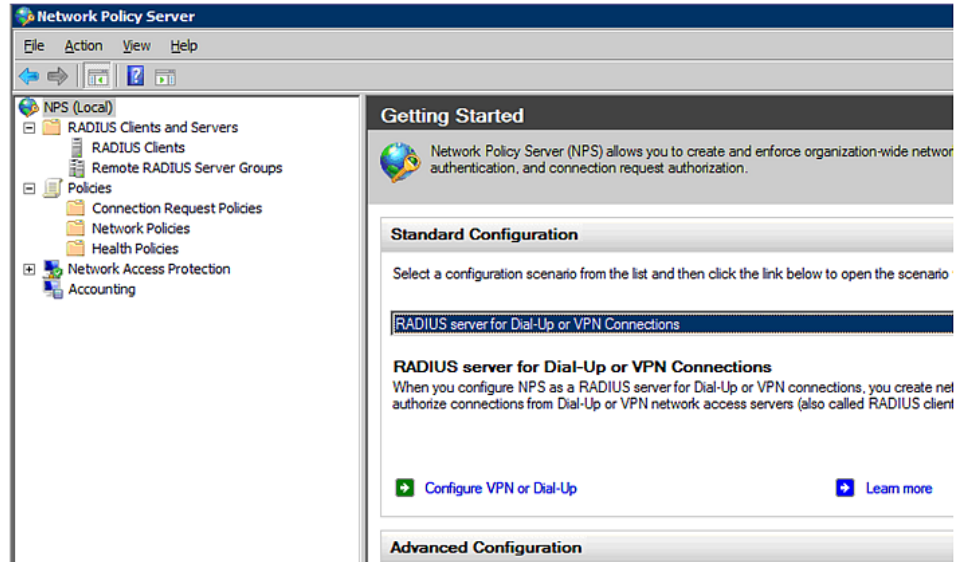 Network Policy Server
File Action View Help
NPS (Local)
RADIUS Clients and Servers
RADIUS Clients
Remote RADIUS Server Groups
Policies
Connection Request Policies
Network Policies
Health Policies
Network Access Protection
Accounting
Getting Started
Network Policy Server (NPS) allows you to create and enforce organization-wide networ
authentication, and connection request authorization.
Standard Configuration
Select a configuration scenario from the list and then click the link below to open the scenario
RADIUS server for Dial-Up or VPN Connections
RADIUS server for Dial-Up or VPN Connections
When you configure NPS as a RADIUS server for Dial-Up or VPN connections, you create net
authorize connections from Dial-Up or VPN network access servers (also called RADIUS client
Configure VPN or Dial-Up
Learn more
Advanced Configuration